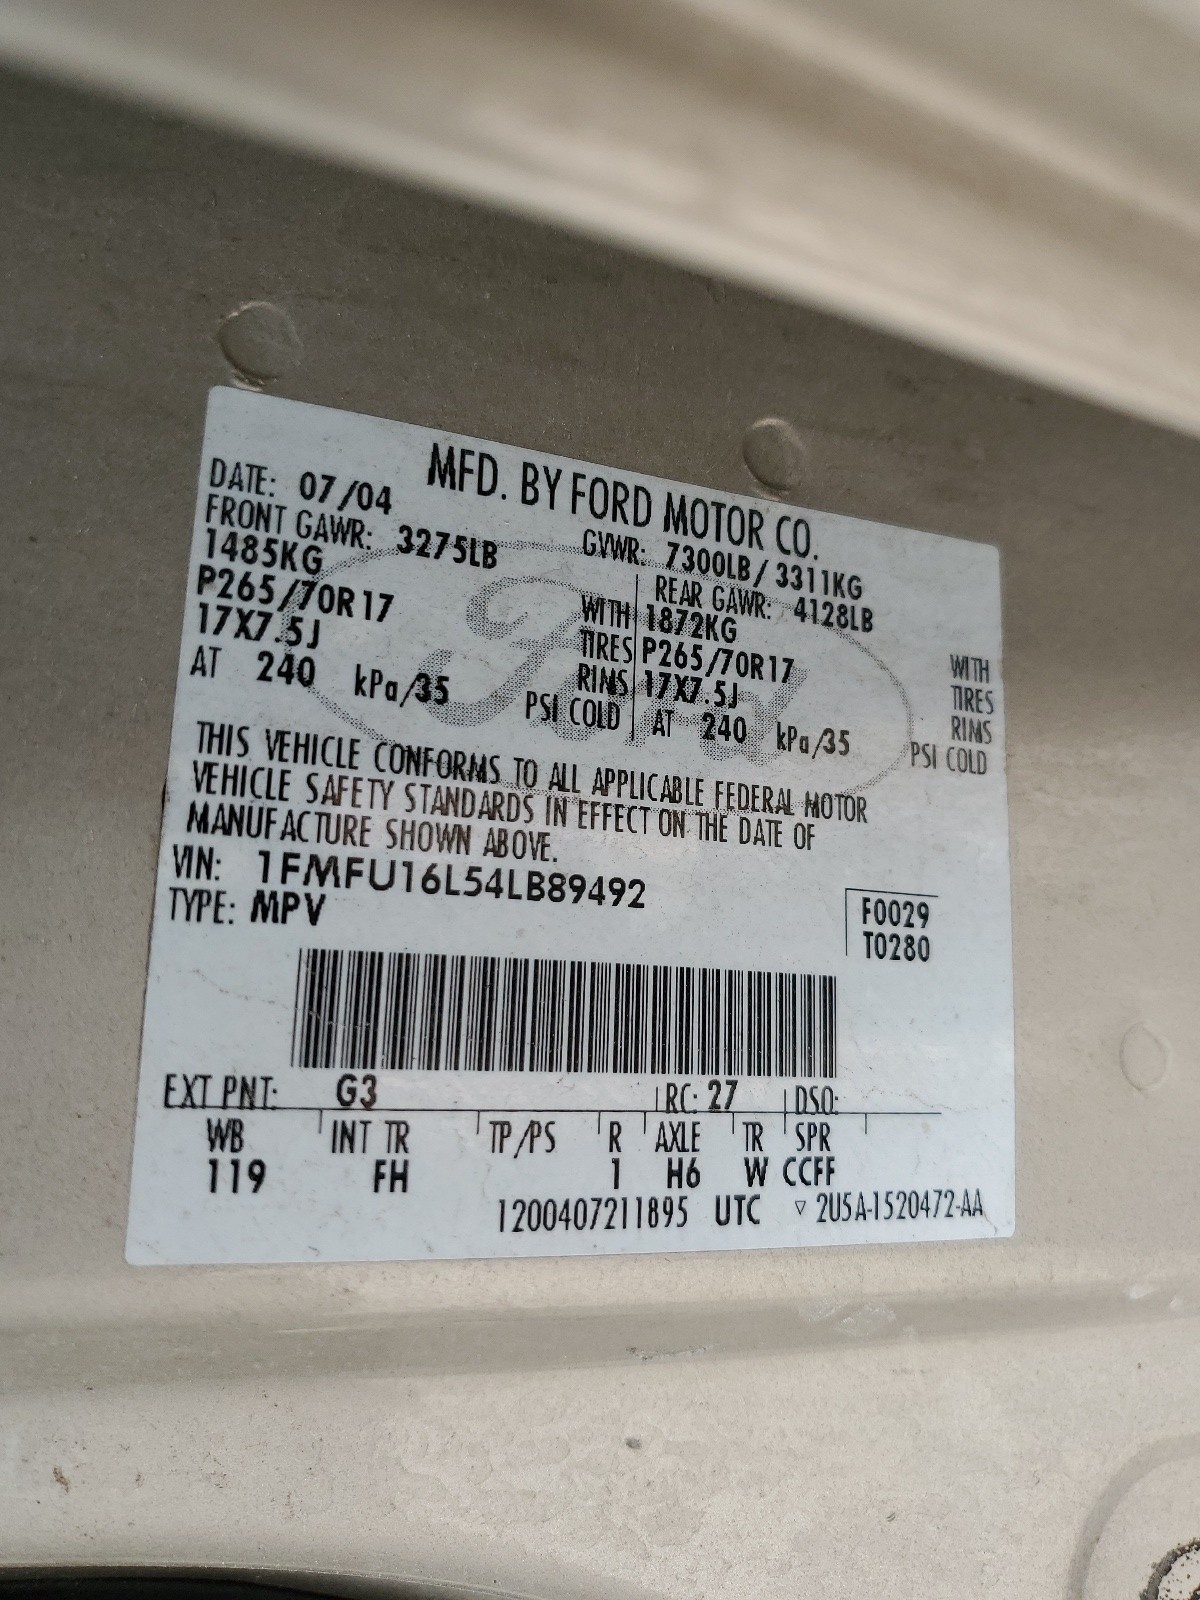 MFD. BY FORD MOTOR CO.
DATE: 07/04 GVWR: 7300LB/ 3311KG
FRONT GAWR: 3275LB REAR GAWR: 4128LB
1485KG WITH 1872KG WITH
P265/70R17 TIRES P265/70R17 TIRES
17X7.5J RIMS 17X7.5J RIMS
AT 240 kPa/35 PSI COLD AT 240 kPa/35 PSI COLD
Ford
THIS VEHICLE CONFORMS TO ALL APPLICABLE FEDERAL MOTOR
VEHICLE SAFETY STANDARDS IN EFFECT ON THE DATE OF
MANUFACTURE SHOWN ABOVE.
VIN: 1FMFU16L54LB89492
TYPE: MPV
F0029
T0280
EXT PNT: G3 RC: 27 DSO:
WB INT TR TP/PS R AXLE TR SPR
119 FH 1 H6 W CCFF
1200407211895 UTC ▽ 2U5A-1520472-AA